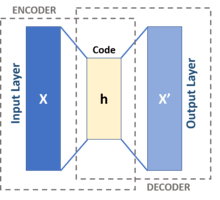 ENCODER
Code
Input Layer
X
h
X'
Output Layer
DECODER